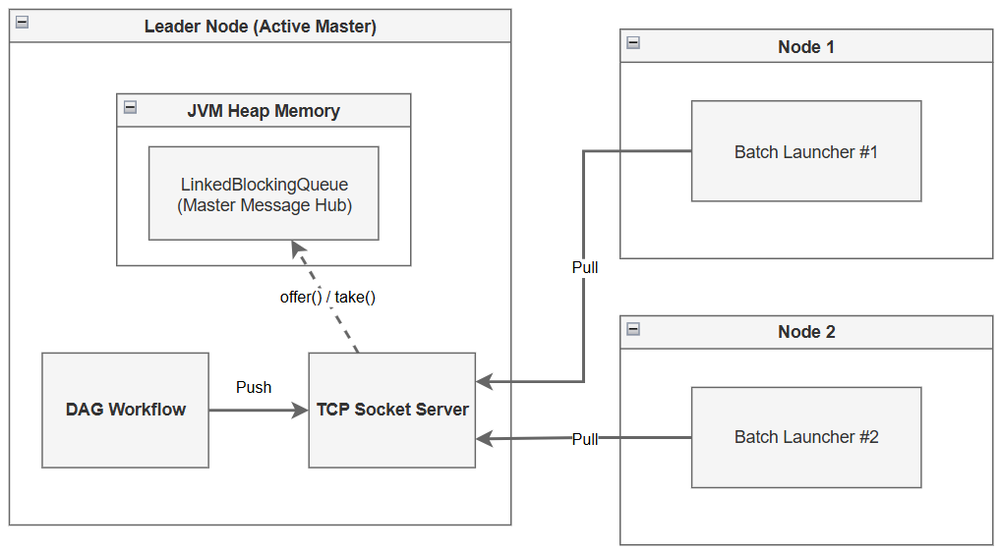 Leader Node (Active Master)
JVM Heap Memory
LinkedBlockingQueue
(Master Message Hub)
offer() / take()
DAG Workflow
Push
TCP Socket Server
Node 1
Batch Launcher #1
Pull
Node 2
Batch Launcher #2
Pull